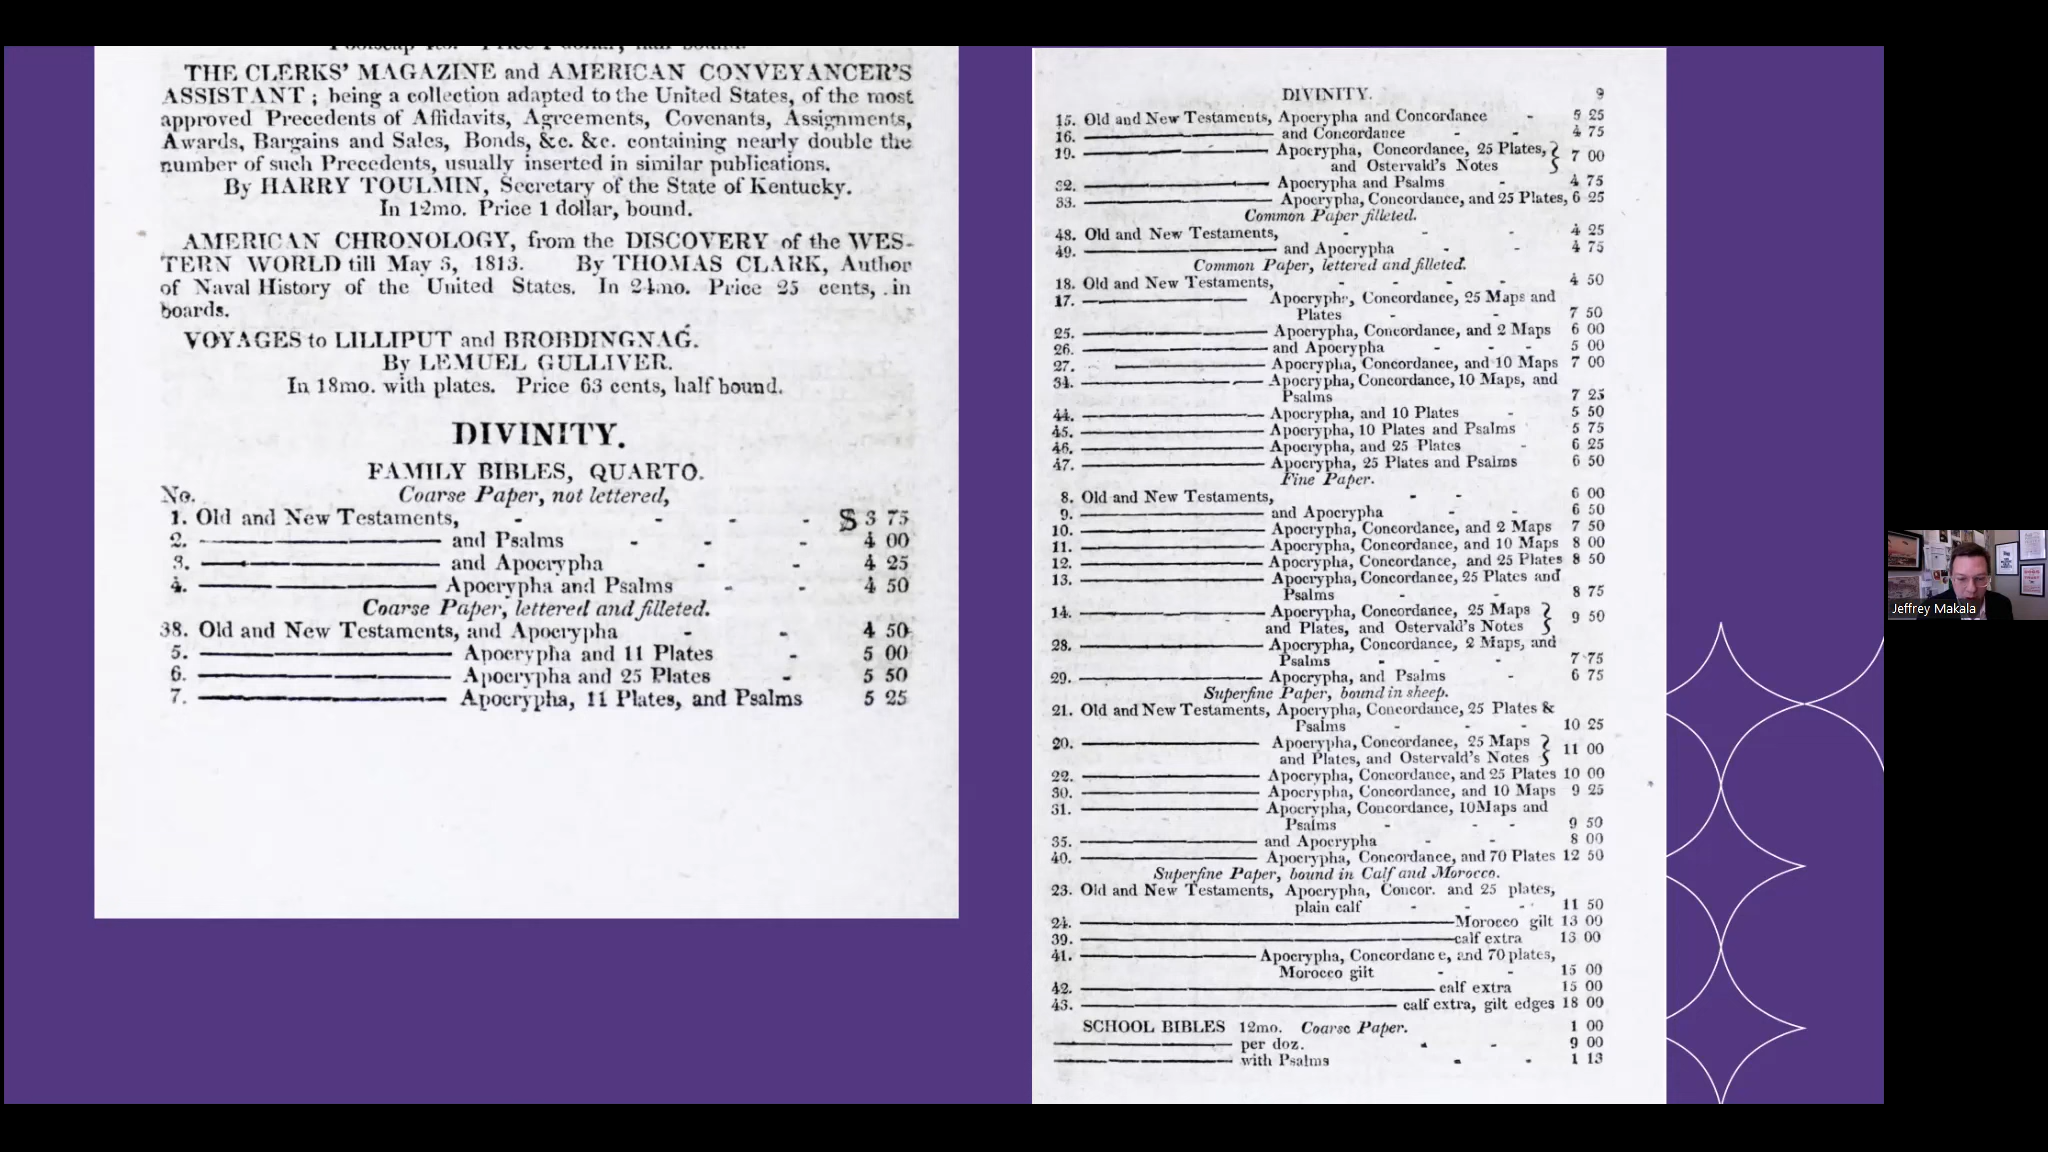 THE CLERKS' MAGAZINE and AMERICAN CONVEYANCER'S
ASSISTANT ; being a collection adapted to the United States, of the most
approved Precedents of Affidavits, Agreements, Covenants, Assignments,
Awards, Bargains and Sales, Bonds, &c. &c. containing nearly double the
number of such Precedents, usually inserted in similar publications.
By HARRY TOULMIN, Secretary of the State of Kentucky.
In 12mo. Price 1 dollar, bound.
AMERICAN CHRONOLOGY, from the DISCOVERY of the WES-
TERN WORLD till May 3, 1813. By THOMAS CLARK, Author
of Naval History of the United States. In 24mo. Price 25 cents, in
boards.
VOYAGES to LILLIPUT and BROBDINGNAG.
By LEMUEL GULLIVER.
In 18mo. with plates. Price 63 cents, half bound.
DIVINITY.
FAMILY BIBLES, QUARTO.
No. Coarse Paper, not lettered,
1. Old and New Testaments, - - - - $ 3 75
2. ———— and Psalms - - - 4 00
3. ———— and Apocrypha - - 4 25
4. ———— Apocrypha and Psalms - - 4 50
Coarse Paper, lettered and filleted.
38. Old and New Testaments, and Apocrypha - - 4 50
5. ———— Apocrypha and 11 Plates - 5 00
6. ———— Apocrypha and 25 Plates - 5 50
7. ———— Apocrypha, 11 Plates, and Psalms 5 25
DIVINITY. 9
15. Old and New Testaments, Apocrypha and Concordance - 5 25
16. ———— and Concordance - - 4 75
19. ———— Apocrypha, Concordance, 25 Plates, } 7 00
and Ostervald's Notes
32. ———— Apocrypha and Psalms - 4 75
33. ———— Apocrypha, Concordance, and 25 Plates, 6 25
Common Paper filleted.
48. Old and New Testaments, - - - 4 25
49. ———— and Apocrypha - - 4 75
Common Paper, lettered and filleted.
18. Old and New Testaments, - - - - 4 50
17. ———— Apocrypha, Concordance, 25 Maps and
Plates - - 7 50
25. ———— Apocrypha, Concordance, and 2 Maps 6 00
26. ———— and Apocrypha - - - 5 00
27. ———— Apocrypha, Concordance, and 10 Maps 7 00
34. ———— Apocrypha, Concordance, 10 Maps, and
Psalms 7 25
44. ———— Apocrypha, and 10 Plates - 5 50
45. ———— Apocrypha, 10 Plates and Psalms - 5 75
46. ———— Apocrypha, and 25 Plates - 6 25
47. ———— Apocrypha, 25 Plates and Psalms 6 50
Fine Paper.
8. Old and New Testaments, - - 6 00
9. ———— and Apocrypha - - 6 50
10. ———— Apocrypha, Concordance, and 2 Maps 7 50
11. ———— Apocrypha, Concordance, and 10 Maps 8 00
12. ———— Apocrypha, Concordance, and 25 Plates 8 50
13. ———— Apocrypha, Concordance, 25 Plates and
Psalms - - - 8 75
14. ———— Apocrypha, Concordance, 25 Maps } 9 50
and Plates, and Ostervald's Notes
28. ———— Apocrypha, Concordance, 2 Maps, and
Psalms - - - 7 75
29. ———— Apocrypha, and Psalms - 6 75
Superfine Paper, bound in sheep.
21. Old and New Testaments, Apocrypha, Concordance, 25 Plates &
Psalms - - - 10 25
20. ———— Apocrypha, Concordance, 25 Maps } 11 00
and Plates, and Ostervald's Notes
22. ———— Apocrypha, Concordance, and 25 Plates 10 00
30. ———— Apocrypha, Concordance, and 10 Maps 9 25
31. ———— Apocrypha, Concordance, 10Maps and
Psalms - - - 9 50
35. ———— and Apocrypha - - 8 00
40. ———— Apocrypha, Concordance, and 70 Plates 12 50
Superfine Paper, bound in Calf and Morocco.
23. Old and New Testaments, Apocrypha, Concor. and 25 plates,
plain calf - - - 11 50
24. ———— Morocco gilt 13 00
39. ———— calf extra 13 00
41. ———— Apocrypha, Concordance, and 70 plates,
Morocco gilt - - 15 00
42. ———— calf extra 15 00
43. ———— calf extra, gilt edges 18 00
SCHOOL BIBLES 12mo. Coarse Paper. 1 00
———— per doz. - - 9 00
———— with Psalms - - 1 13
Jeffrey Makala